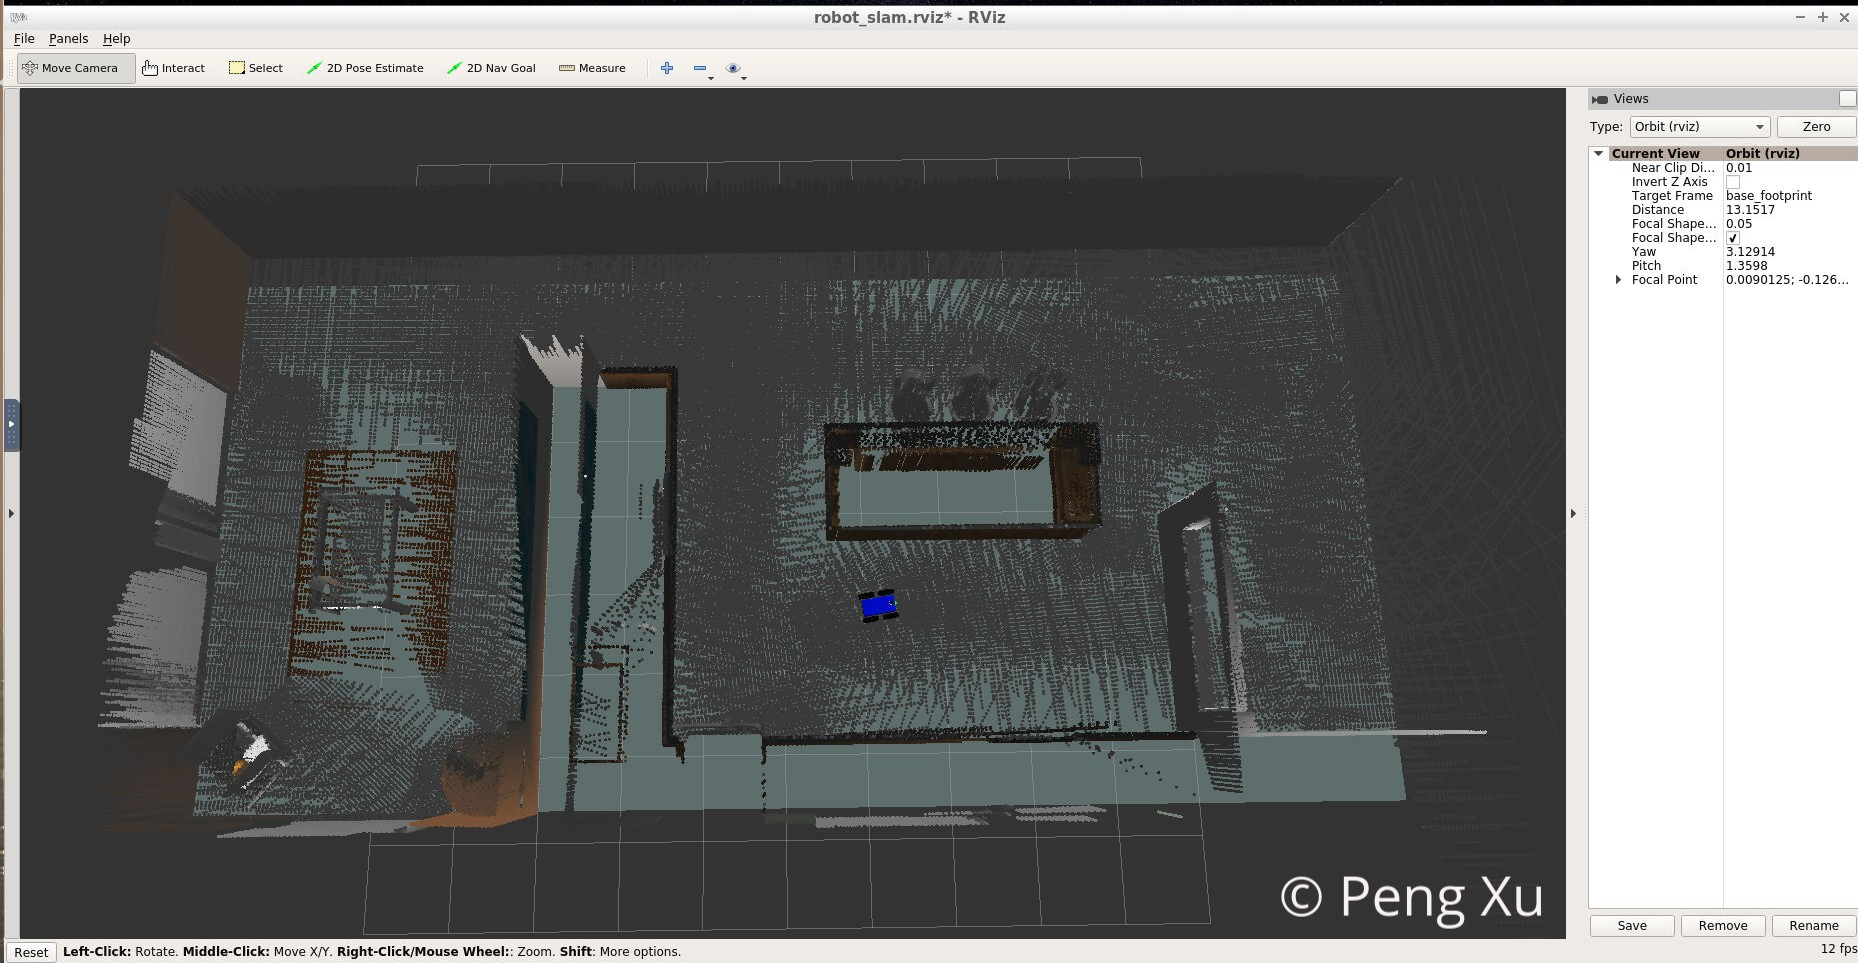 robot_slam.rviz* - RViz
File Panels Help
Move Camera Interact Select 2D Pose Estimate 2D Nav Goal Measure
Views
Type: Orbit (rviz) Zero
Current View Orbit (rviz)
Near Clip Di... 0.01
Invert Z Axis
Target Frame base_footprint
Distance 13.1517
Focal Shape... 0.05
Focal Shape...
Yaw 3.12914
Pitch 1.3598
Focal Point 0.0090125; -0.126...
© Peng Xu
Save Remove Rename
Reset Left-Click: Rotate. Middle-Click: Move X/Y. Right-Click/Mouse Wheel:: Zoom. Shift: More options. 12 fps